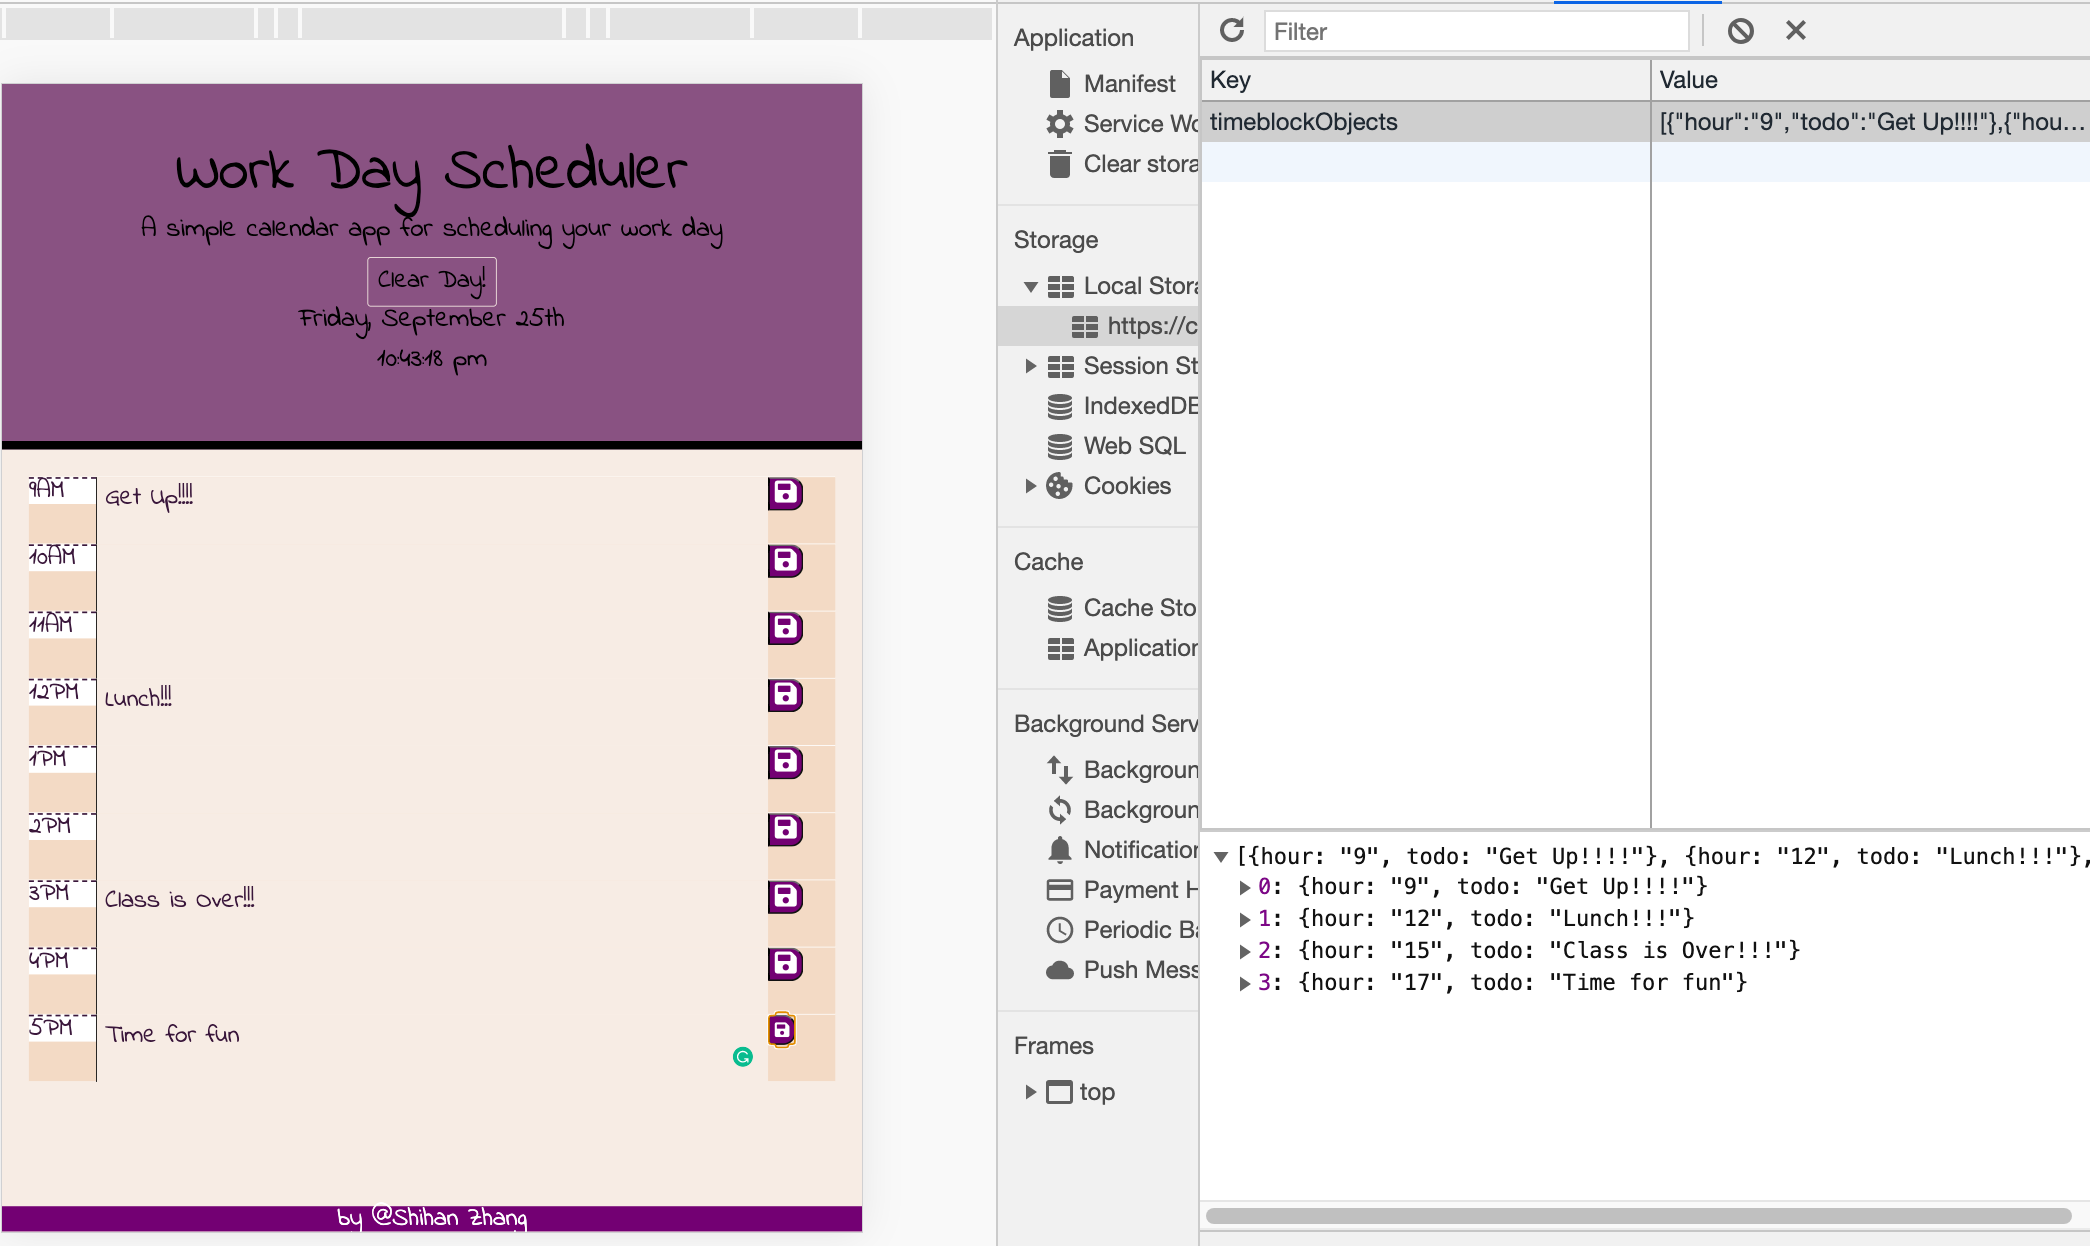 Work Day Scheduler
A simple calendar app for scheduling your work day
Clear Day!
Friday, September 25th
10:43:18 pm
9AM
Get Up!!!!
10AM
11AM
12PM
Lunch!!!
1PM
2PM
3PM
Class is Over!!!
4PM
5PM
Time for fun
by @Shihan Zhang
Application
Manifest
Service Wo
Clear stora
Storage
Local Stora
https://c
Session St
IndexedDB
Web SQL
Cookies
Cache
Cache Sto
Application
Background Serv
Backgroun
Backgroun
Notification
Payment H
Periodic Ba
Push Mess
Frames
top
Filter
Key Value
timeblockObjects [{"hour":"9","todo":"Get Up!!!!"},{"hou…
[{hour: "9", todo: "Get Up!!!!"}, {hour: "12", todo: "Lunch!!!"},
0: {hour: "9", todo: "Get Up!!!!"}
1: {hour: "12", todo: "Lunch!!!"}
2: {hour: "15", todo: "Class is Over!!!"}
3: {hour: "17", todo: "Time for fun"}